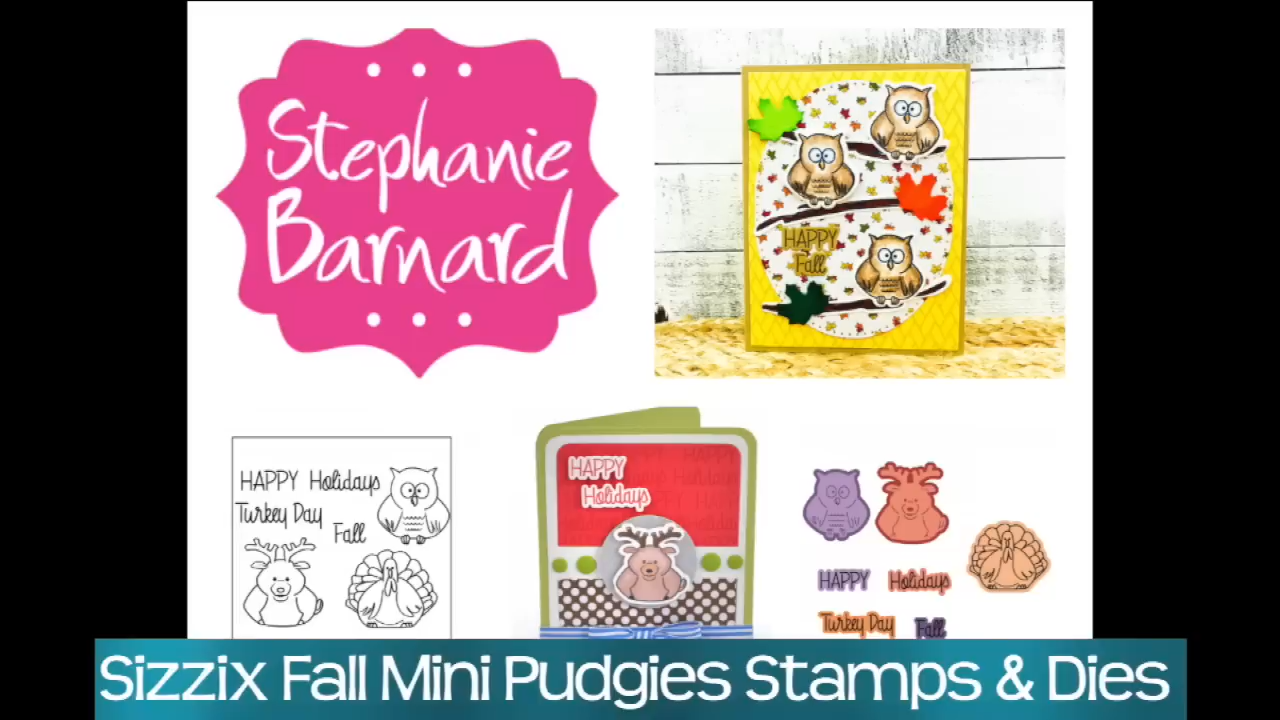 Stephanie
Barnard
HAPPY
Fall
HAPPY Holidays
Turkey Day
Fall
HAPPY
Holidays
HAPPY Holidays
Turkey Day Fall
Sizzix Fall Mini Pudgies Stamps & Dies